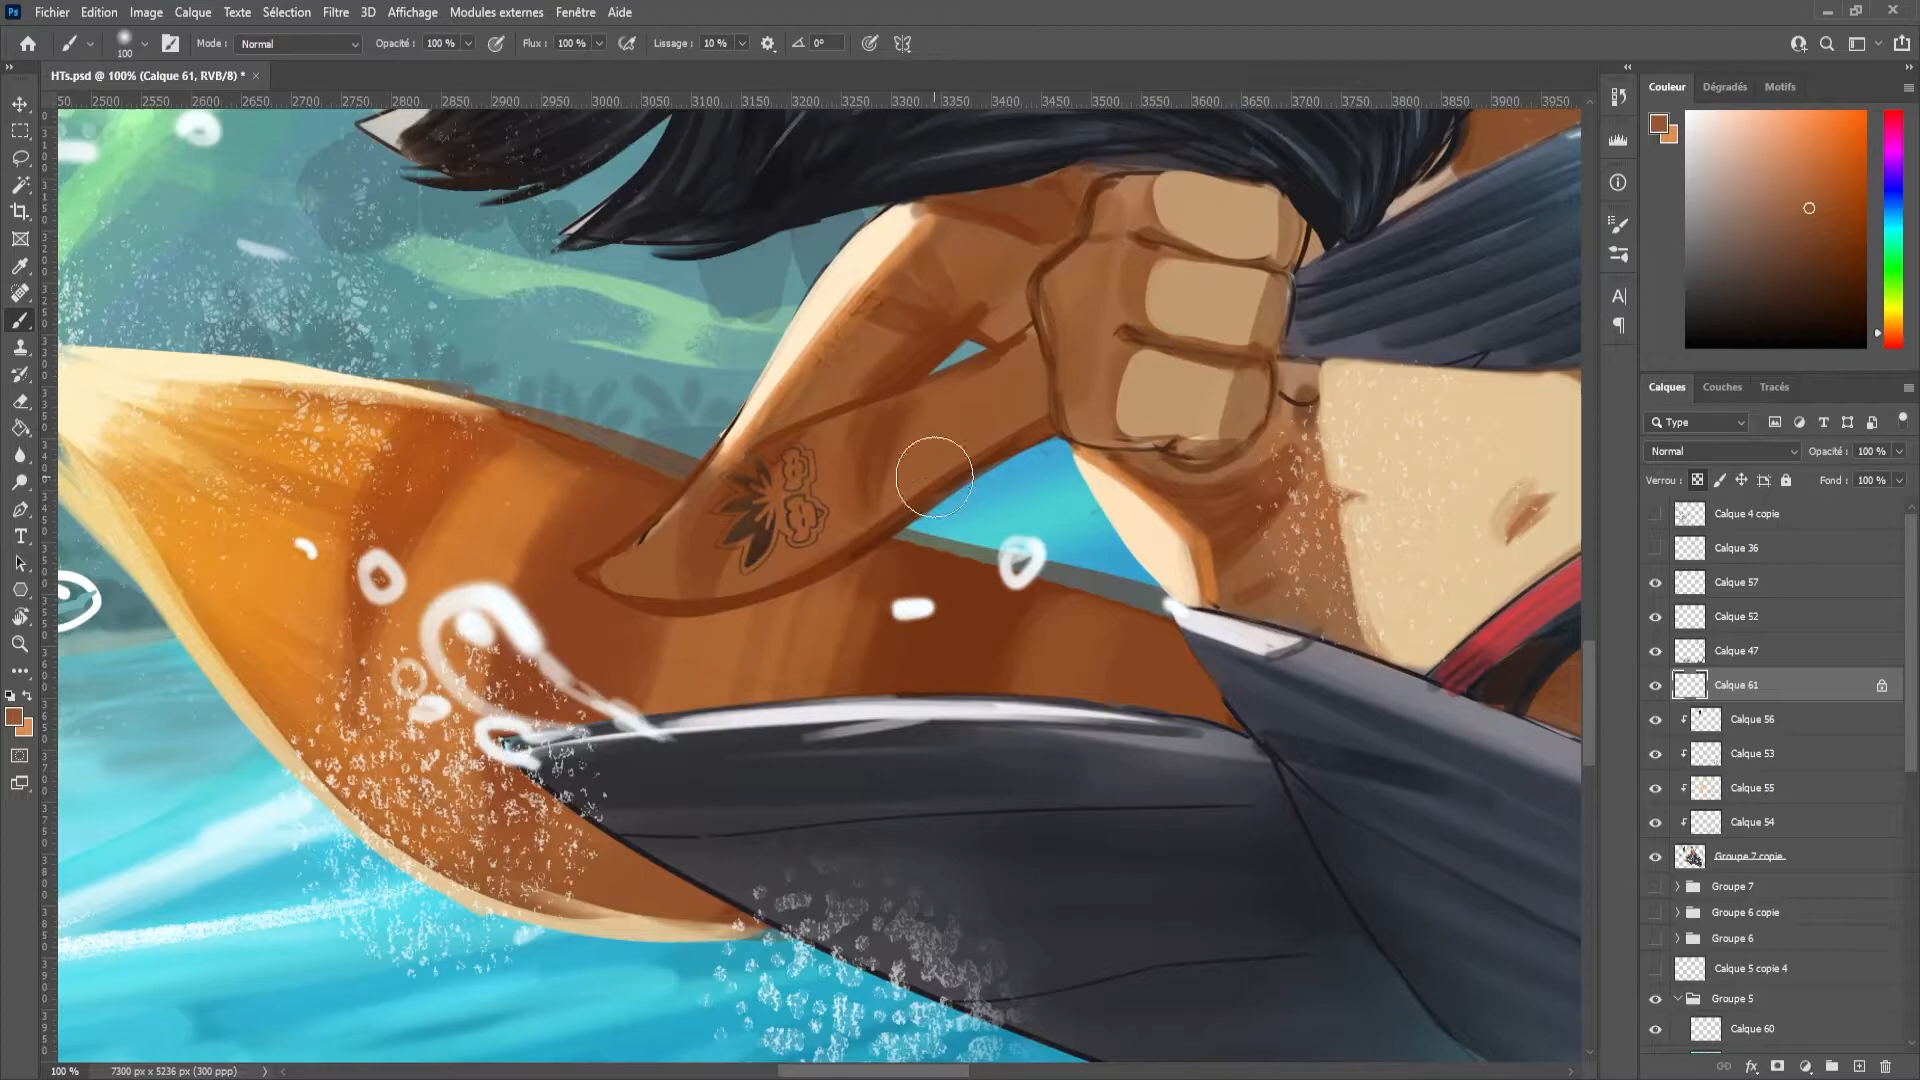 Ps Fichier Edition Image Calque Texte Sélection Filtre 3D Affichage Modules externes Fenêtre Aide
100 Mode : Normal Opacité : 100 % Flux : 100 % Lissage : 10 % 0°
HTs.psd @ 100% (Calque 61, RVB/8) * ×
50 2500 2550 2600 2650 2700 2750 2800 2850 2900 2950 3000 3050 3100 3150 3200 3250 3300 3350 3400 3450 3500 3550 3600 3650 3700 3750 3800 3850 3900 3950
Couleur Dégradés Motifs
Calques Couches Tracés
Type
Normal Opacité : 100 %
Verrou : Fond : 100 %
Calque 4 copie
Calque 36
Calque 57
Calque 52
Calque 47
Calque 61
Calque 56
Calque 53
Calque 55
Calque 54
Groupe 7 copie
Groupe 7
Groupe 6 copie
Groupe 6
Calque 5 copie 4
Groupe 5
Calque 60
100 % 7300 px x 5236 px (300 ppp)